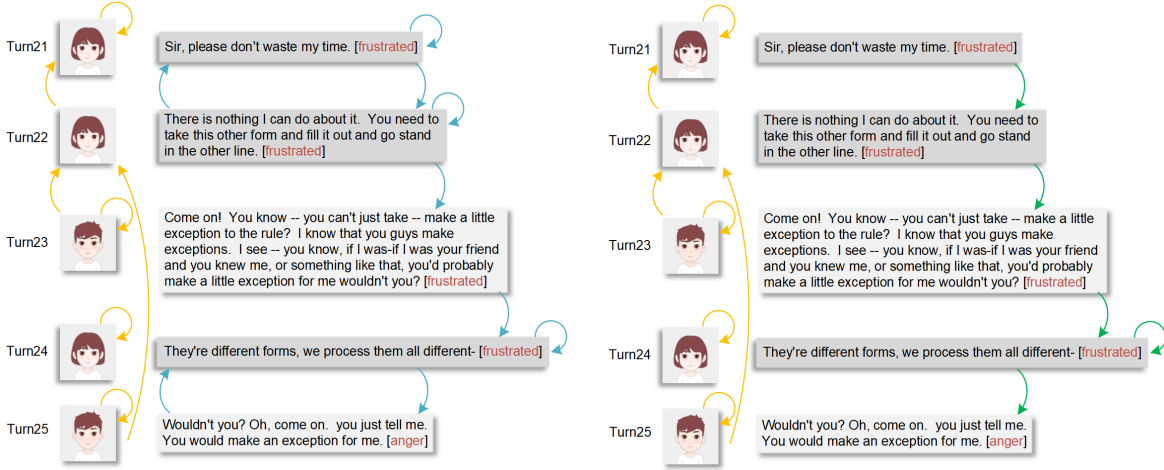 Turn21
Sir, please don't waste my time. [frustrated]
Turn22
There is nothing I can do about it.  You need to
take this other form and fill it out and go stand
in the other line. [frustrated]
Turn23
Come on!  You know -- you can't just take -- make a little
exception to the rule?  I know that you guys make
exceptions.  I see -- you know, if I was-if I was your friend
and you knew me, or something like that, you'd probably
make a little exception for me wouldn't you? [frustrated]
Turn24
They're different forms, we process them all different- [frustrated]
Turn25
Wouldn't you? Oh, come on.  you just tell me.
You would make an exception for me. [anger]
Turn21
Sir, please don't waste my time. [frustrated]
Turn22
There is nothing I can do about it.  You need to
take this other form and fill it out and go stand
in the other line. [frustrated]
Turn23
Come on!  You know -- you can't just take -- make a little
exception to the rule?  I know that you guys make
exceptions.  I see -- you know, if I was-if I was your friend
and you knew me, or something like that, you'd probably
make a little exception for me wouldn't you? [frustrated]
Turn24
They're different forms, we process them all different- [frustrated]
Turn25
Wouldn't you? Oh, come on.  you just tell me.
You would make an exception for me. [anger]